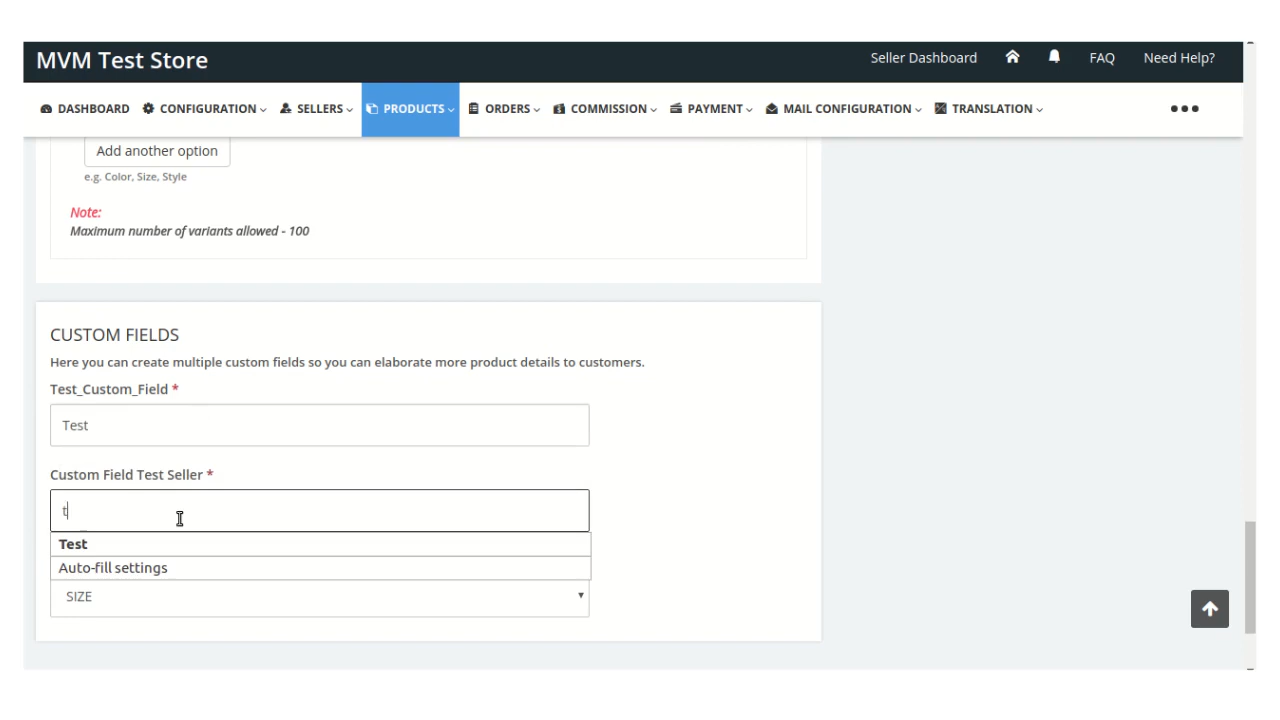 MVM Test Store
Seller Dashboard FAQ Need Help?
DASHBOARD CONFIGURATION SELLERS PRODUCTS ORDERS COMMISSION PAYMENT MAIL CONFIGURATION TRANSLATION
Add another option
e.g. Color, Size, Style
Note:
Maximum number of variants allowed - 100
CUSTOM FIELDS
Here you can create multiple custom fields so you can elaborate more product details to customers.
Test_Custom_Field *
Test
Custom Field Test Seller *
t
Test
Auto-fill settings
SIZE